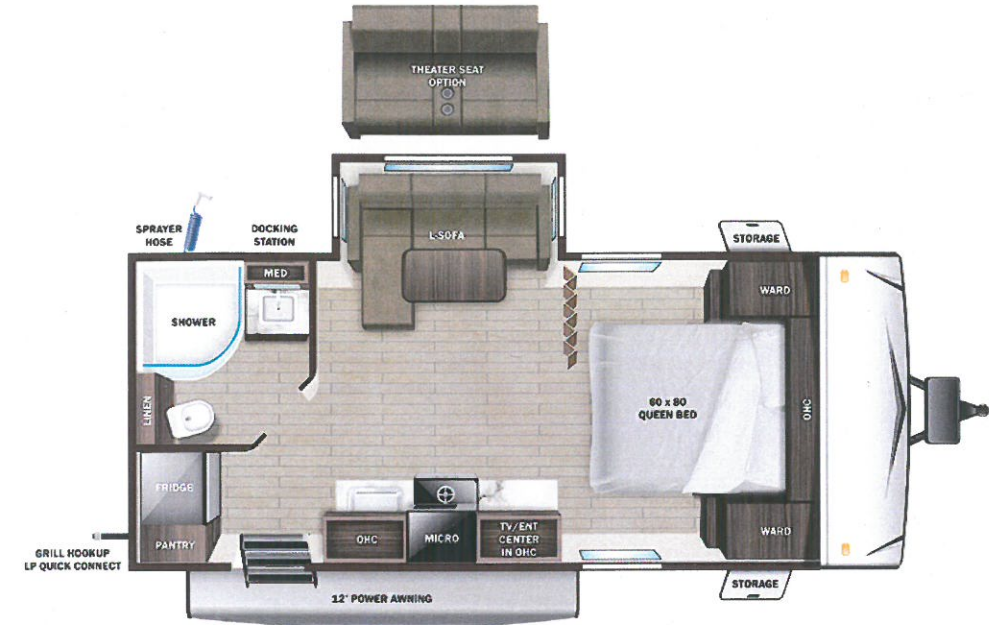 THEATER SEAT
OPTION
SPRAYER
HOSE
DOCKING
STATION
L-SOFA
STORAGE
MED
WARD
SHOWER
LINEN
60 x 80
QUEEN BED
OHC
FRIDGE
PANTRY
OHC
MICRO
TV/ENT
CENTER
IN OHC
WARD
GRILL HOOKUP
LP QUICK CONNECT
STORAGE
12' POWER AWNING